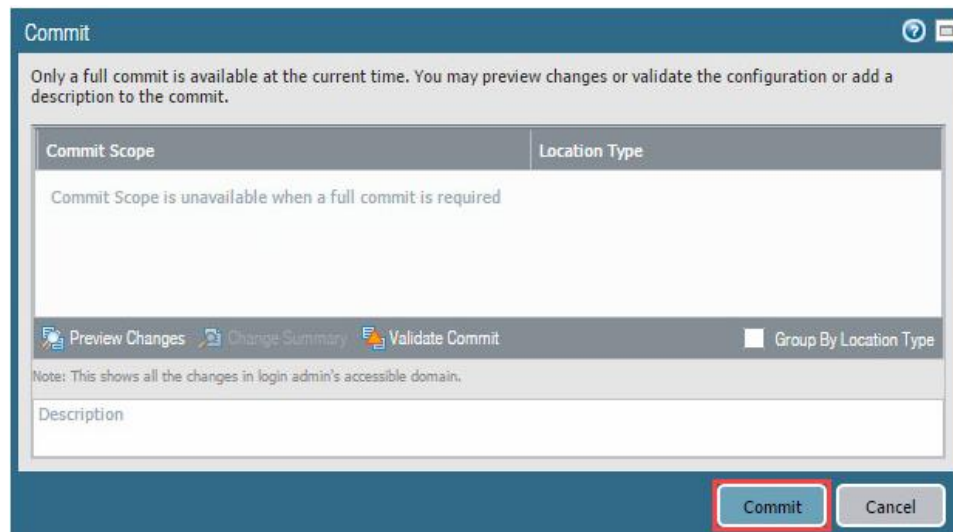 Commit
Only a full commit is available at the current time. You may preview changes or validate the configuration or add a
description to the commit.
Commit Scope
Location Type
Commit Scope is unavailable when a full commit is required
Preview Changes
Change Summary
Validate Commit
Group By Location Type
Note: This shows all the changes in login admin's accessible domain.
Description
Commit
Cancel